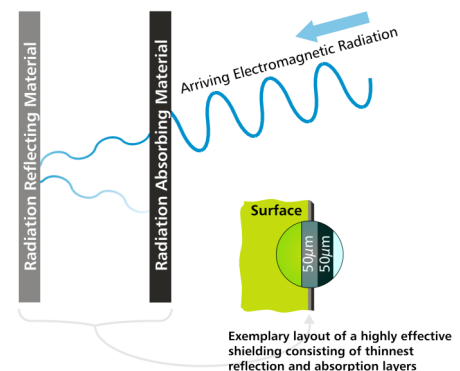 Radiation Reflecting Material
Radiation Absorbing Material
Arriving Electromagnetic Radiation
Surface
50µm
50µm
Exemplary layout of a highly effective
shielding consisting of thinnest
reflection and absorption layers